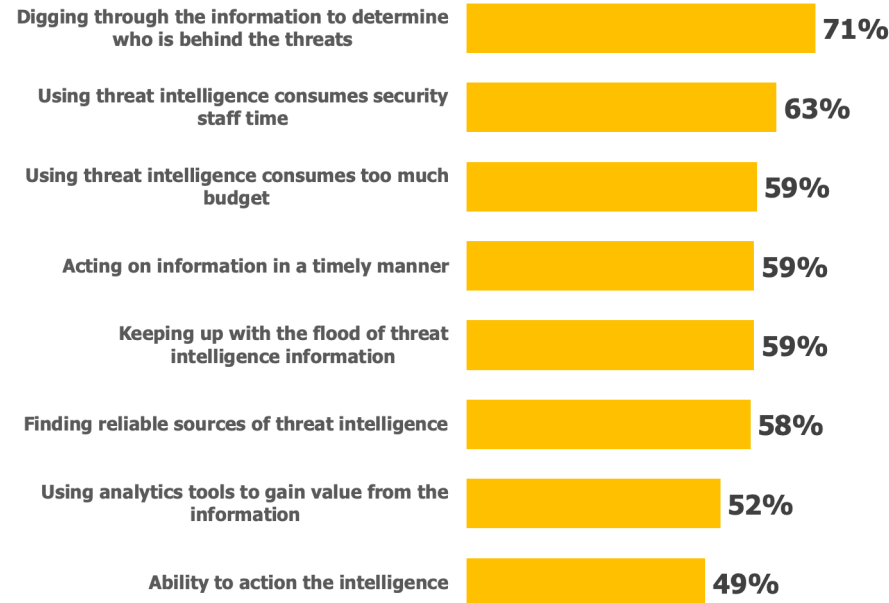 Digging through the information to determine
who is behind the threats
71%
Using threat intelligence consumes security
staff time
63%
Using threat intelligence consumes too much
budget
59%
Acting on information in a timely manner
59%
Keeping up with the flood of threat
intelligence information
59%
Finding reliable sources of threat intelligence
58%
Using analytics tools to gain value from the
information
52%
Ability to action the intelligence
49%